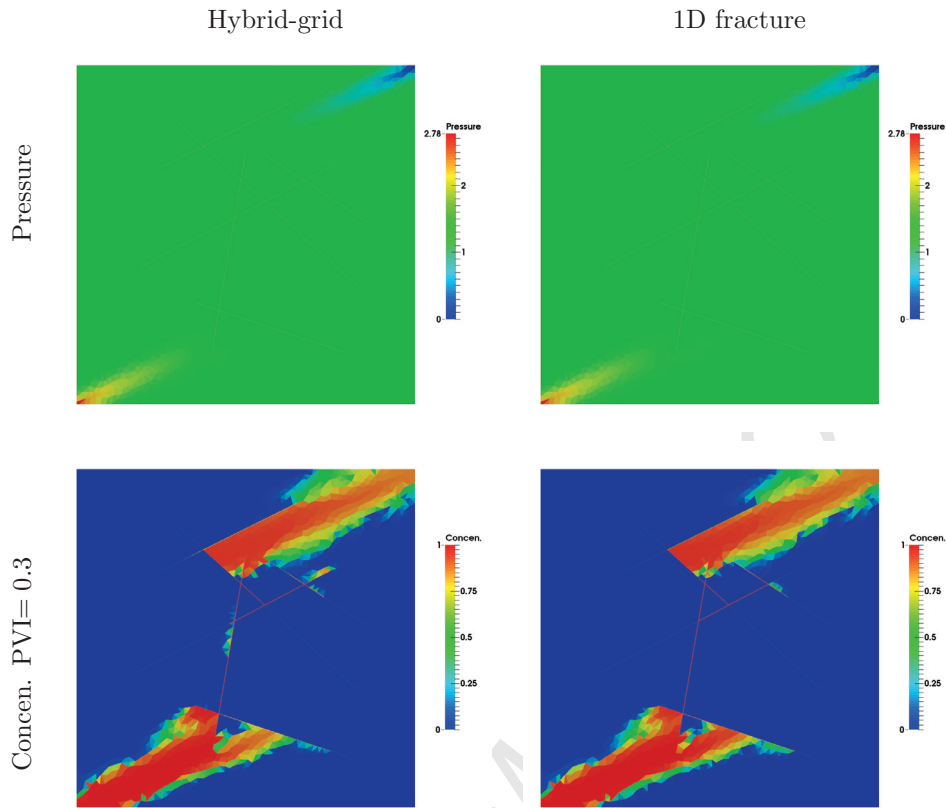 Hybrid-grid 1D fracture
Pressure
Pressure
2.78
2
1
0
Pressure
2.78
2
1
0
Concen. PVI= 0.3
Concen.
1
0.75
0.5
0.25
0
Concen.
1
0.75
0.5
0.25
0